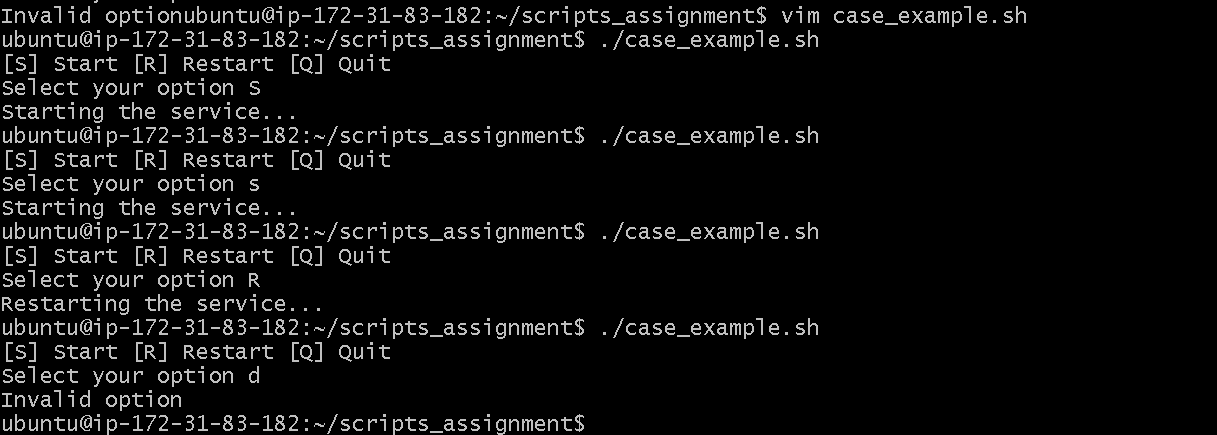 Invalid optionubuntu@ip-172-31-83-182:~/scripts_assignment$ vim case_example.sh
ubuntu@ip-172-31-83-182:~/scripts_assignment$ ./case_example.sh
[S] Start [R] Restart [Q] Quit
Select your option S
Starting the service...
ubuntu@ip-172-31-83-182:~/scripts_assignment$ ./case_example.sh
[S] Start [R] Restart [Q] Quit
Select your option s
Starting the service...
ubuntu@ip-172-31-83-182:~/scripts_assignment$ ./case_example.sh
[S] Start [R] Restart [Q] Quit
Select your option R
Restarting the service...
ubuntu@ip-172-31-83-182:~/scripts_assignment$ ./case_example.sh
[S] Start [R] Restart [Q] Quit
Select your option d
Invalid option
ubuntu@ip-172-31-83-182:~/scripts_assignment$